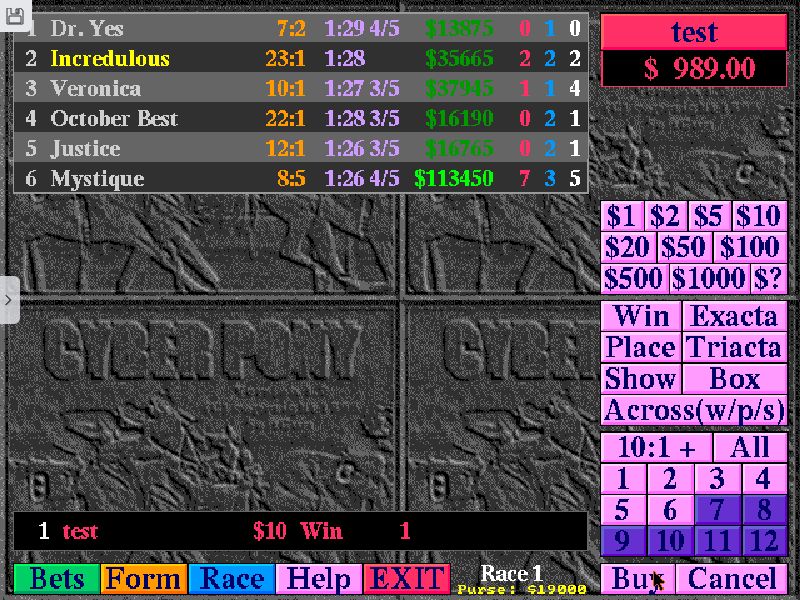 1 Dr. Yes 7:2 1:29 4/5 $13875 0 1 0
2 Incredulous 23:1 1:28 $35665 2 2 2
3 Veronica 10:1 1:27 3/5 $37945 1 1 4
4 October Best 22:1 1:28 3/5 $16190 0 2 1
5 Justice 12:1 1:26 3/5 $16765 0 2 1
6 Mystique 8:5 1:26 4/5 $113450 7 3 5
test
$ 989.00
$1 $2 $5 $10
$20 $50 $100
$500 $1000 $?
Win Exacta
Place Triacta
Show Box
Across(w/p/s)
10:1 + All
1 2 3 4
5 6 7 8
9 10 11 12
Buy Cancel
CYBER PONY CYBER
1 test $10 Win 1
Bets Form Race Help EXIT
Race 1
Purse: $19000